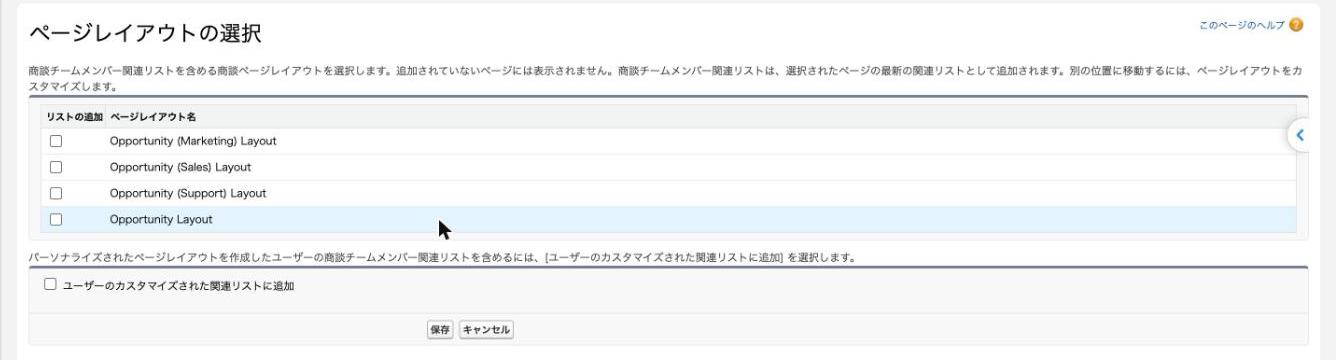 ページレイアウトの選択
このページのヘルプ ?
商談チームメンバー関連リストを含める商談ページレイアウトを選択します。追加されていないページには表示されません。商談チームメンバー関連リストは、選択されたページの最新の関連リストとして追加されます。別の位置に移動するには、ページレイアウトをカ
スタマイズします。
リストの追加 ページレイアウト名
Opportunity (Marketing) Layout
Opportunity (Sales) Layout
Opportunity (Support) Layout
Opportunity Layout
パーソナライズされたページレイアウトを作成したユーザーの商談チームメンバー関連リストを含めるには、[ユーザーのカスタマイズされた関連リストに追加] を選択します。
ユーザーのカスタマイズされた関連リストに追加
保存 キャンセル